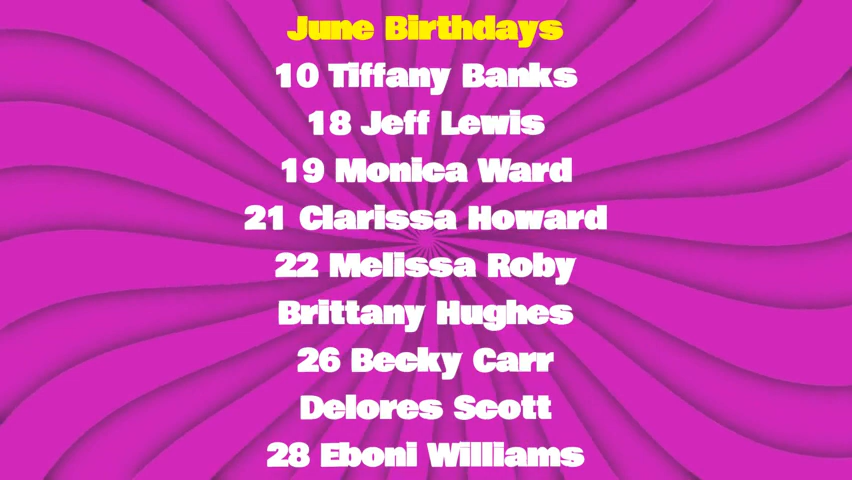 June Birthdays
10 Tiffany Banks
18 Jeff Lewis
19 Monica Ward
21 Clarissa Howard
22 Melissa Roby
Brittany Hughes
26 Becky Carr
Delores Scott
28 Eboni Williams